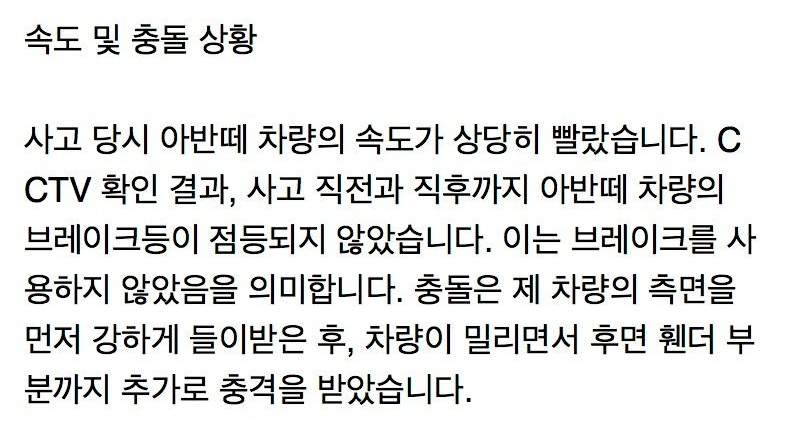 속도 및 충돌 상황
사고 당시 아반떼 차량의 속도가 상당히 빨랐습니다. C
CTV 확인 결과, 사고 직전과 직후까지 아반떼 차량의
브레이크등이 점등되지 않았습니다. 이는 브레이크를 사
용하지 않았음을 의미합니다. 충돌은 제 차량의 측면을
먼저 강하게 들이받은 후, 차량이 밀리면서 후면 휀더 부
분까지 추가로 충격을 받았습니다.